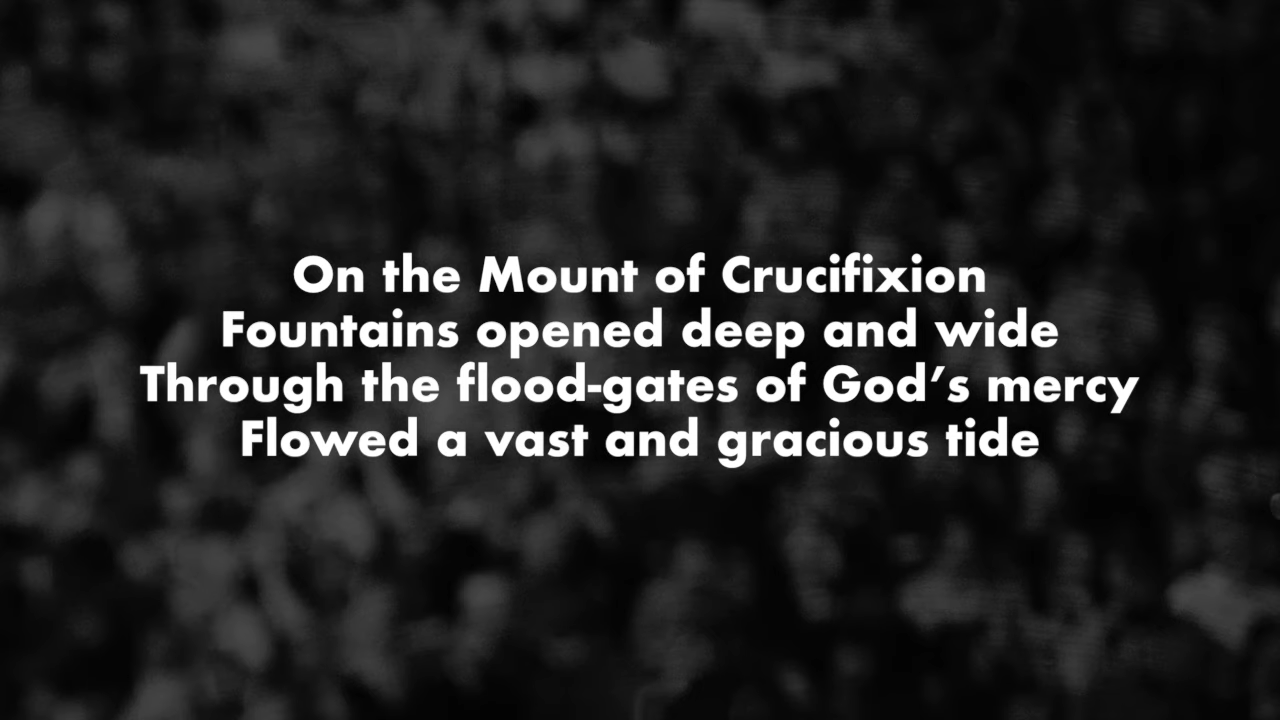 On the Mount of Crucifixion
Fountains opened deep and wide
Through the flood-gates of God’s mercy
Flowed a vast and gracious tide